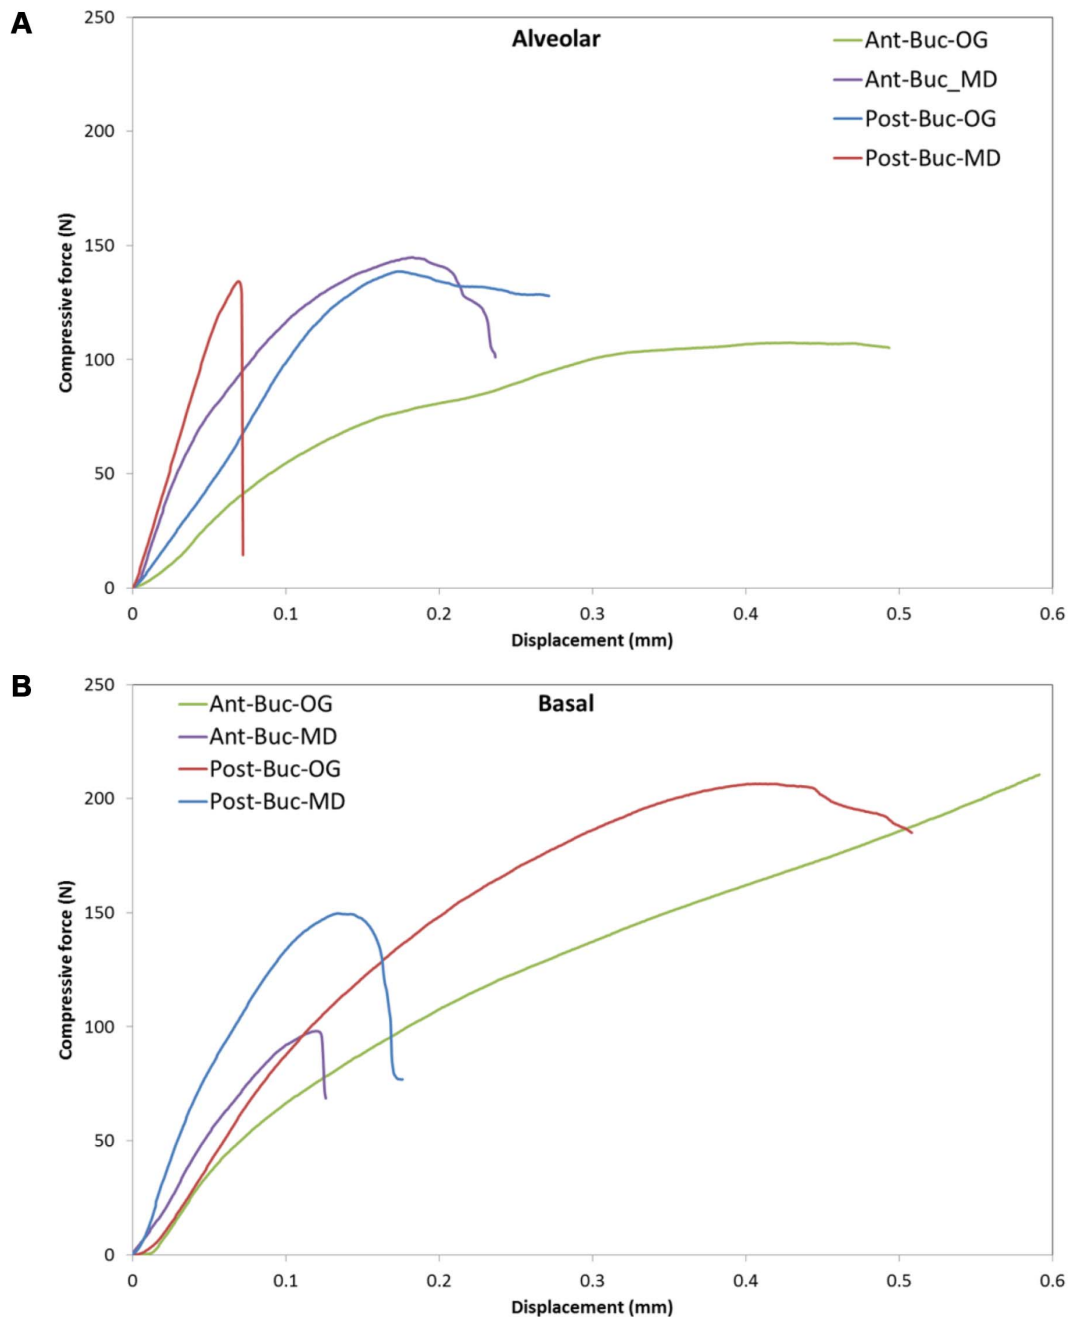 A
Alveolar
Ant-Buc-OG
Ant-Buc_MD
Post-Buc-OG
Post-Buc-MD
Compressive force (N)
250
200
150
100
50
0
0 0.1 0.2 0.3 0.4 0.5 0.6
Displacement (mm)
B
Basal
Ant-Buc-OG
Ant-Buc-MD
Post-Buc-OG
Post-Buc-MD
Compressive force (N)
250
200
150
100
50
0
0 0.1 0.2 0.3 0.4 0.5 0.6
Displacement (mm)